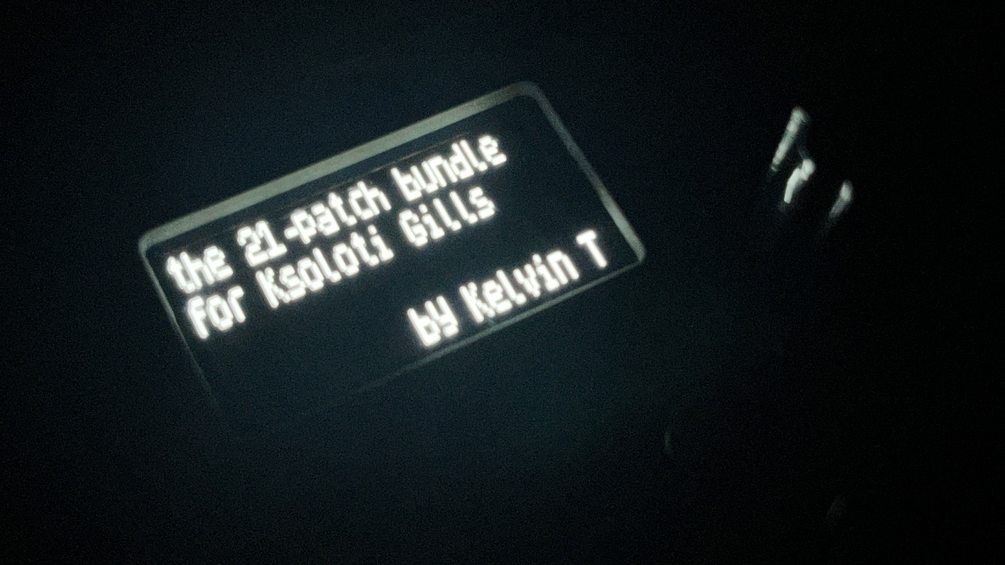 the 21-patch bundle
for Ksoloti Gills
by Kelvin T